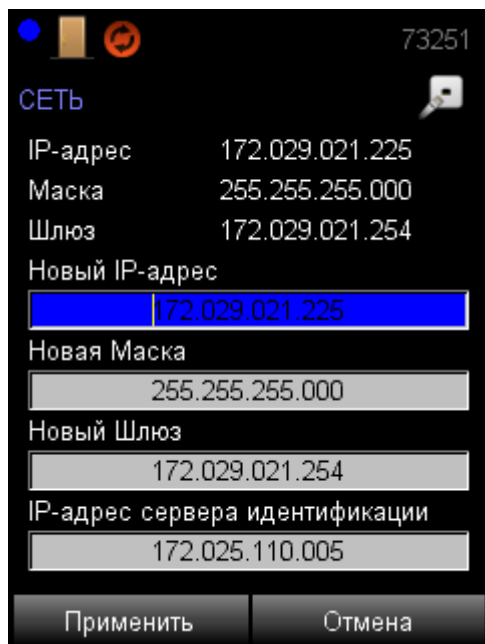 73251
СЕТЬ
IP-адрес 172.029.021.225
Маска 255.255.255.000
Шлюз 172.029.021.254
Новый IP-адрес
172.029.021.225
Новая Маска
255.255.255.000
Новый Шлюз
172.029.021.254
IP-адрес сервера идентификации
172.025.110.005
Применить Отмена